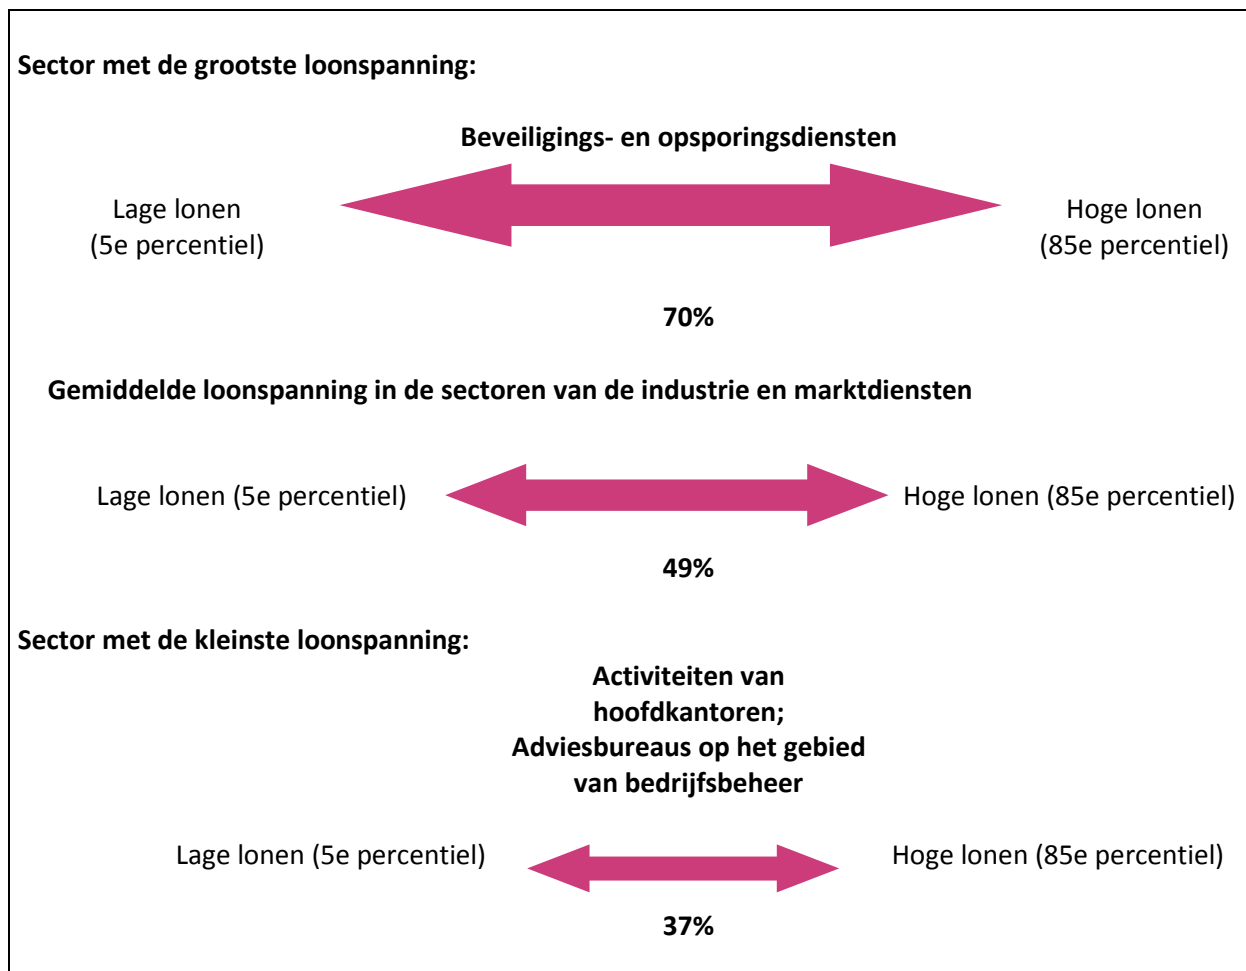 Sector met de grootste loonspanning:
Beveiligings- en opsporingsdiensten
Lage lonen
(5e percentiel)
Hoge lonen
(85e percentiel)
70%
Gemiddelde loonspanning in de sectoren van de industrie en marktdiensten
Lage lonen (5e percentiel)
Hoge lonen (85e percentiel)
49%
Sector met de kleinste loonspanning:
Activiteiten van
hoofdkantoren;
Adviesbureaus op het gebied
van bedrijfsbeheer
Lage lonen (5e percentiel)
Hoge lonen (85e percentiel)
37%